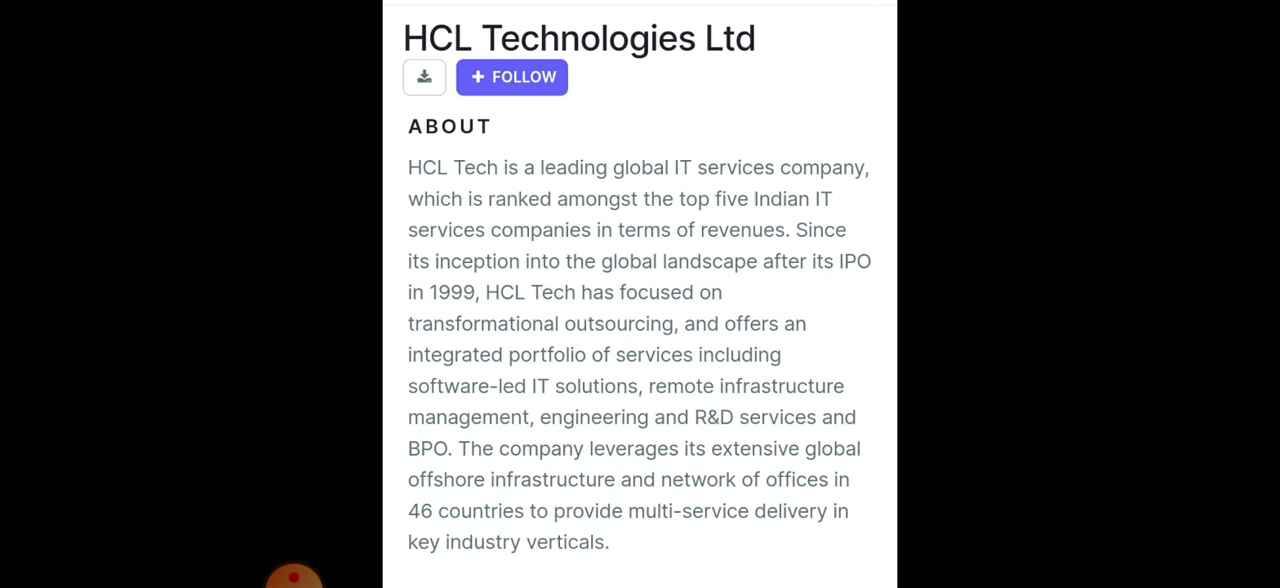 HCL Technologies Ltd
+ FOLLOW
ABOUT
HCL Tech is a leading global IT services company,
which is ranked amongst the top five Indian IT
services companies in terms of revenues. Since
its inception into the global landscape after its IPO
in 1999, HCL Tech has focused on
transformational outsourcing, and offers an
integrated portfolio of services including
software-led IT solutions, remote infrastructure
management, engineering and R&D services and
BPO. The company leverages its extensive global
offshore infrastructure and network of offices in
46 countries to provide multi-service delivery in
key industry verticals.